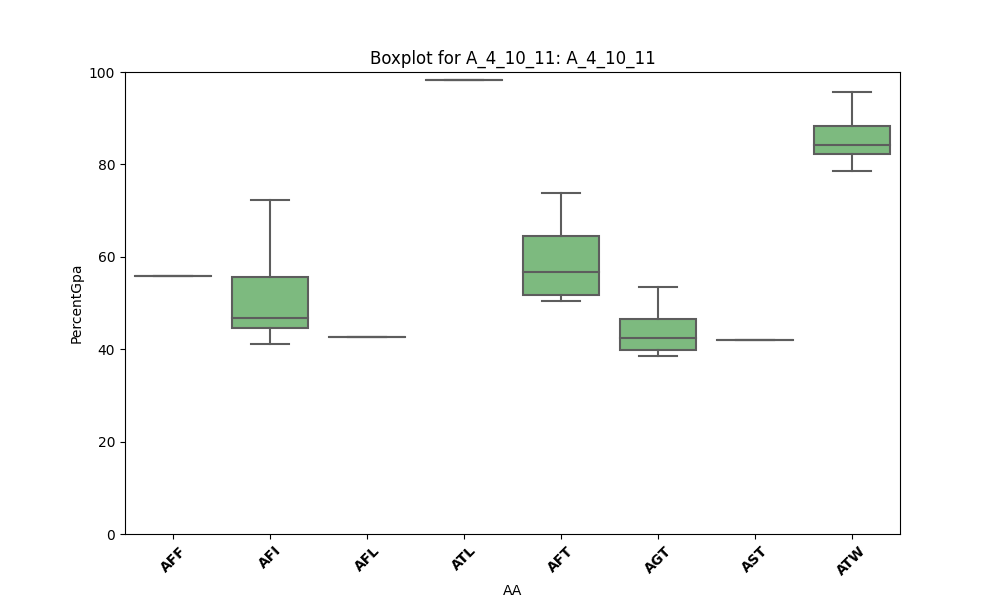 Boxplot for A_4_10_11: A_4_10_11
100
80
60
40
20
0
PercentGpa
AFF AFI AFL ATL AFT AGT AST ATW
AA